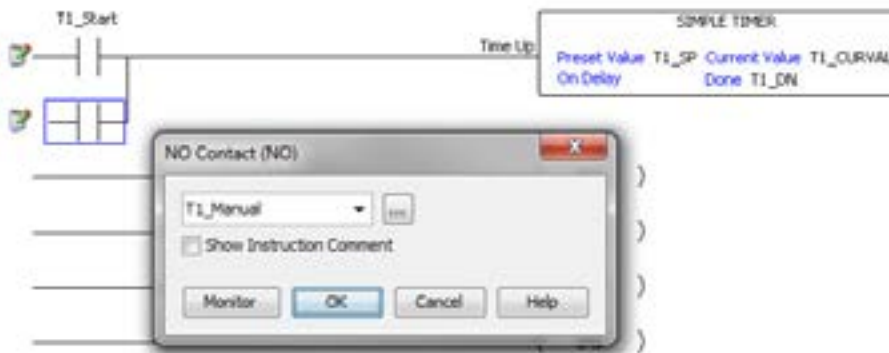 T1_Start
SIMPLE TIMER
Time Up
Preset Value T1_SP Current Value T1_CURVAL
On Delay Done T1_DN
NO Contact (NO)
T1_Manual
...
Show Instruction Comment
Monitor OK Cancel Help